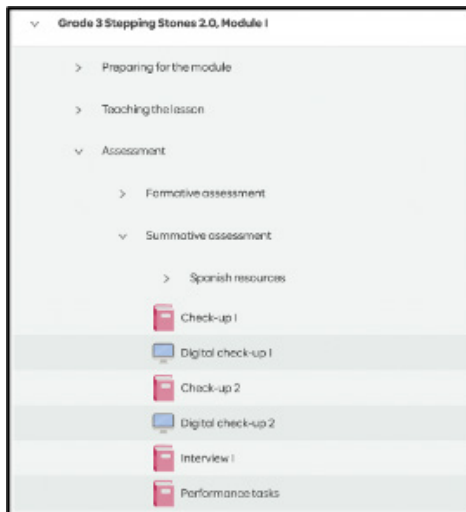 Grade 3 Stepping Stones 2.0, Module 1
Preparing for the module
Teaching the lesson
Assessment
Formative assessment
Summative assessment
Spanish resources
Check-up 1
Digital check-up 1
Check-up 2
Digital check-up 2
Interview 1
Performance tasks